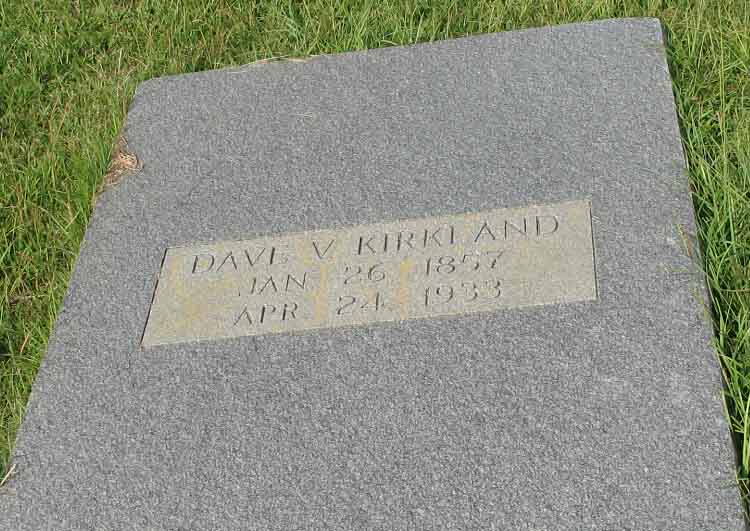 DAVE V. KIRKLAND
JAN 26 1857
APR 24 1933